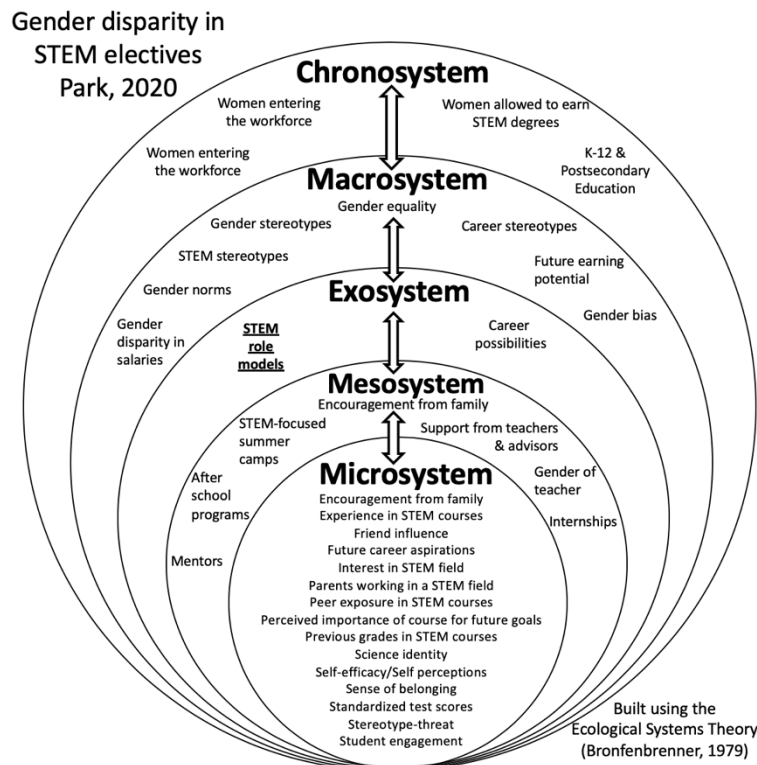 Gender disparity in
STEM electives
Park, 2020
Chronosystem
Women entering
the workforce
Women allowed to earn
STEM degrees
Women entering
the workforce
K-12 &
Postsecondary
Education
Macrosystem
Gender equality
Gender stereotypes
Career stereotypes
STEM stereotypes
Future earning
potential
Gender norms
Gender bias
Gender
disparity in
salaries
Exosystem
STEM
role
models
Career
possibilities
Mesosystem
Encouragement from family
STEM-focused
summer
camps
Support from teachers
& advisors
After
school
programs
Gender of
teacher
Internships
Mentors
Microsystem
Encouragement from family
Experience in STEM courses
Friend influence
Future career aspirations
Interest in STEM field
Parents working in a STEM field
Peer exposure in STEM courses
Perceived importance of course for future goals
Previous grades in STEM courses
Science identity
Self-efficacy/Self perceptions
Sense of belonging
Standardized test scores
Stereotype-threat
Student engagement
Built using the
Ecological Systems Theory
(Bronfenbrenner, 1979)